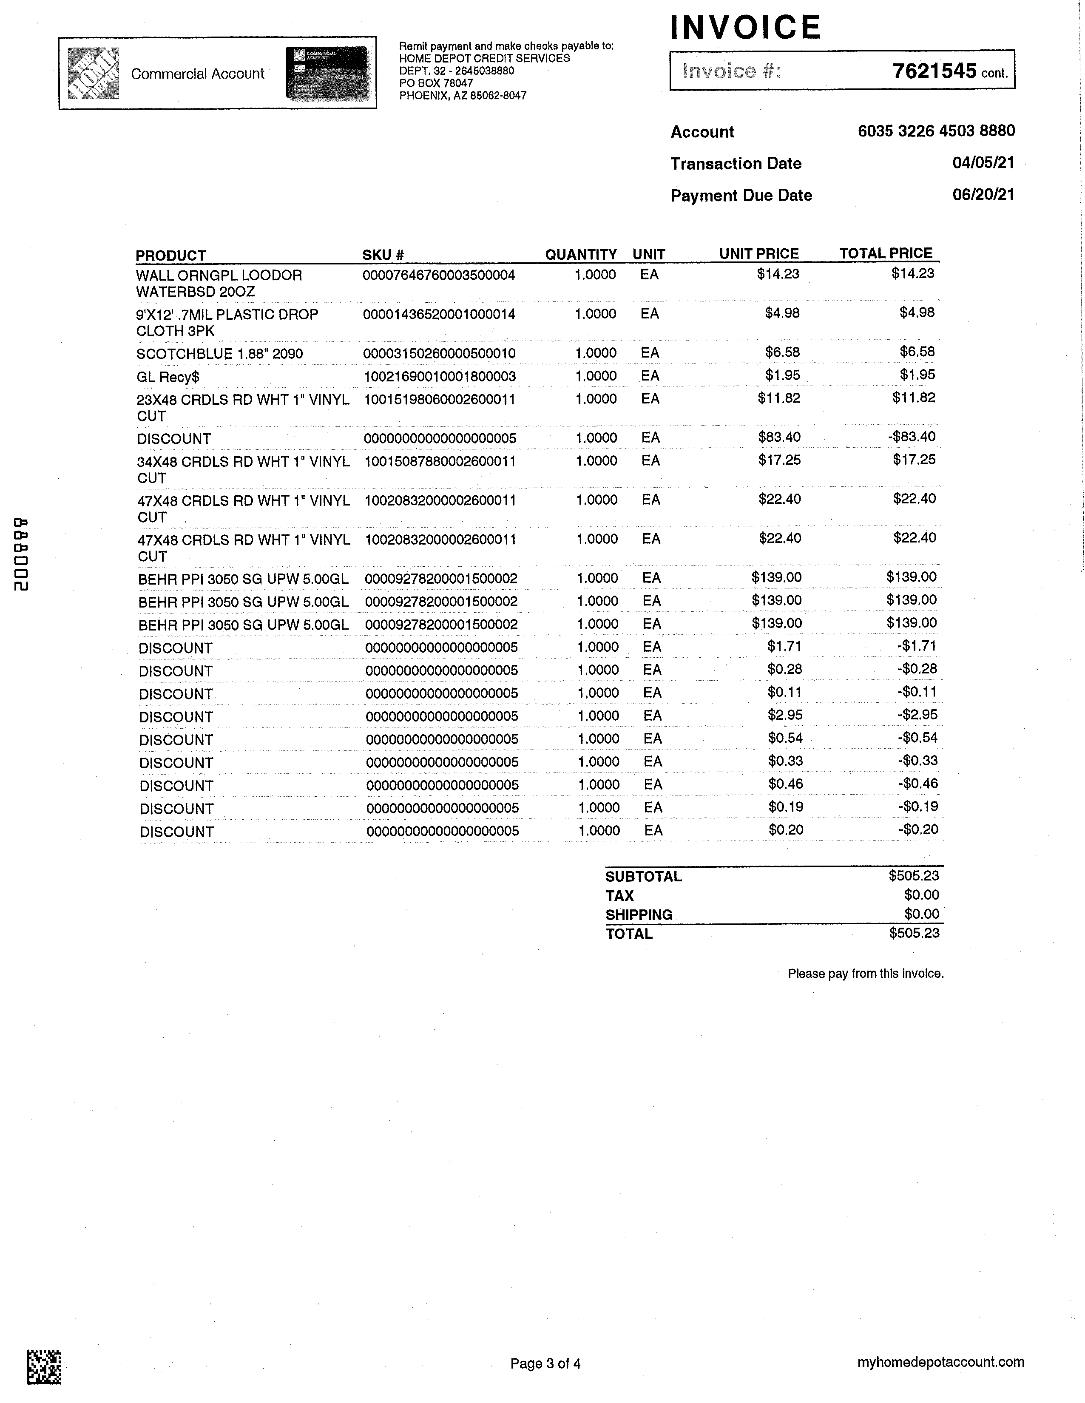 INVOICE
Commercial Account
Remit payment and make checks payable to:
HOME DEPOT CREDIT SERVICES
DEPT. 32 - 2645038880
PO BOX 78047
PHOENIX, AZ 85062-8047
Invoice #: 7621545 cont.
Account 6035 3226 4503 8880
Transaction Date 04/05/21
Payment Due Date 06/20/21
PRODUCT SKU # QUANTITY UNIT UNIT PRICE TOTAL PRICE
WALL ORNGPL LOODOR 00007646760003500004 1.0000 EA $14.23 $14.23
WATERBSD 20OZ
9'X12' .7MIL PLASTIC DROP 00001436520001000014 1.0000 EA $4.98 $4.98
CLOTH 3PK
SCOTCHBLUE 1.88" 2090 00003150260000500010 1.0000 EA $6.58 $6.58
GL Recy$ 10021690010001800003 1.0000 EA $1.95 $1.95
23X48 CRDLS RD WHT 1" VINYL 10015198060002600011 1.0000 EA $11.82 $11.82
CUT
DISCOUNT 00000000000000000005 1.0000 EA $83.40 -$83.40
34X48 CRDLS RD WHT 1" VINYL 10015087880002600011 1.0000 EA $17.25 $17.25
CUT
47X48 CRDLS RD WHT 1" VINYL 10020832000002600011 1.0000 EA $22.40 $22.40
CUT
47X48 CRDLS RD WHT 1" VINYL 10020832000002600011 1.0000 EA $22.40 $22.40
CUT
BEHR PPI 3050 SG UPW 5.00GL 00009278200001500002 1.0000 EA $139.00 $139.00
BEHR PPI 3050 SG UPW 5.00GL 00009278200001500002 1.0000 EA $139.00 $139.00
BEHR PPI 3050 SG UPW 5.00GL 00009278200001500002 1.0000 EA $139.00 $139.00
DISCOUNT 00000000000000000005 1.0000 EA $1.71 -$1.71
DISCOUNT 00000000000000000005 1.0000 EA $0.28 -$0.28
DISCOUNT 00000000000000000005 1.0000 EA $0.11 -$0.11
DISCOUNT 00000000000000000005 1.0000 EA $2.95 -$2.95
DISCOUNT 00000000000000000005 1.0000 EA $0.54 -$0.54
DISCOUNT 00000000000000000005 1.0000 EA $0.33 -$0.33
DISCOUNT 00000000000000000005 1.0000 EA $0.46 -$0.46
DISCOUNT 00000000000000000005 1.0000 EA $0.19 -$0.19
DISCOUNT 00000000000000000005 1.0000 EA $0.20 -$0.20
SUBTOTAL $505.23
TAX $0.00
SHIPPING $0.00
TOTAL $505.23
Please pay from this invoice.
888002
Page 3 of 4
myhomedepotaccount.com